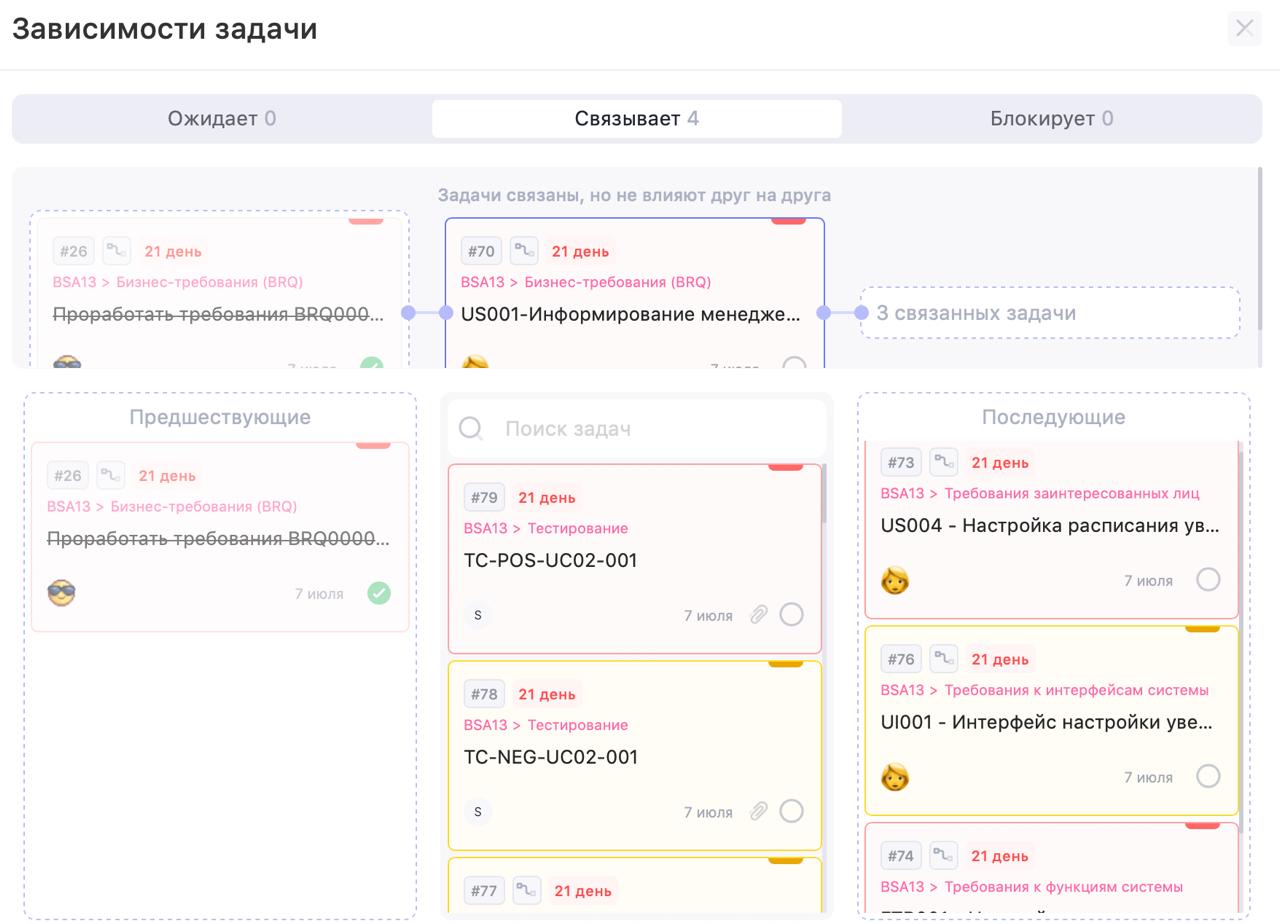 Зависимости задачи
Ожидает 0
Связывает 4
Блокирует 0
Задачи связаны, но не влияют друг на друга
#26 21 день
BSA13 > Бизнес-требования (BRQ)
Проработать требования BRQ000...
7 июля
#70 21 день
BSA13 > Бизнес-требования (BRQ)
US001-Информирование менедже...
7 июля
3 связанных задачи
Предшествующие
#26 21 день
BSA13 > Бизнес-требования (BRQ)
Проработать требования BRQ0000...
7 июля
Поиск задач
#79 21 день
BSA13 > Тестирование
TC-POS-UC02-001
S 7 июля
#78 21 день
BSA13 > Тестирование
TC-NEG-UC02-001
S 7 июля
#77 21 день
Последующие
#73 21 день
BSA13 > Требования заинтересованных лиц
US004 - Настройка расписания ув...
7 июля
#76 21 день
BSA13 > Требования к интерфейсам системы
UI001 - Интерфейс настройки уве...
7 июля
#74 21 день
BSA13 > Требования к функциям системы